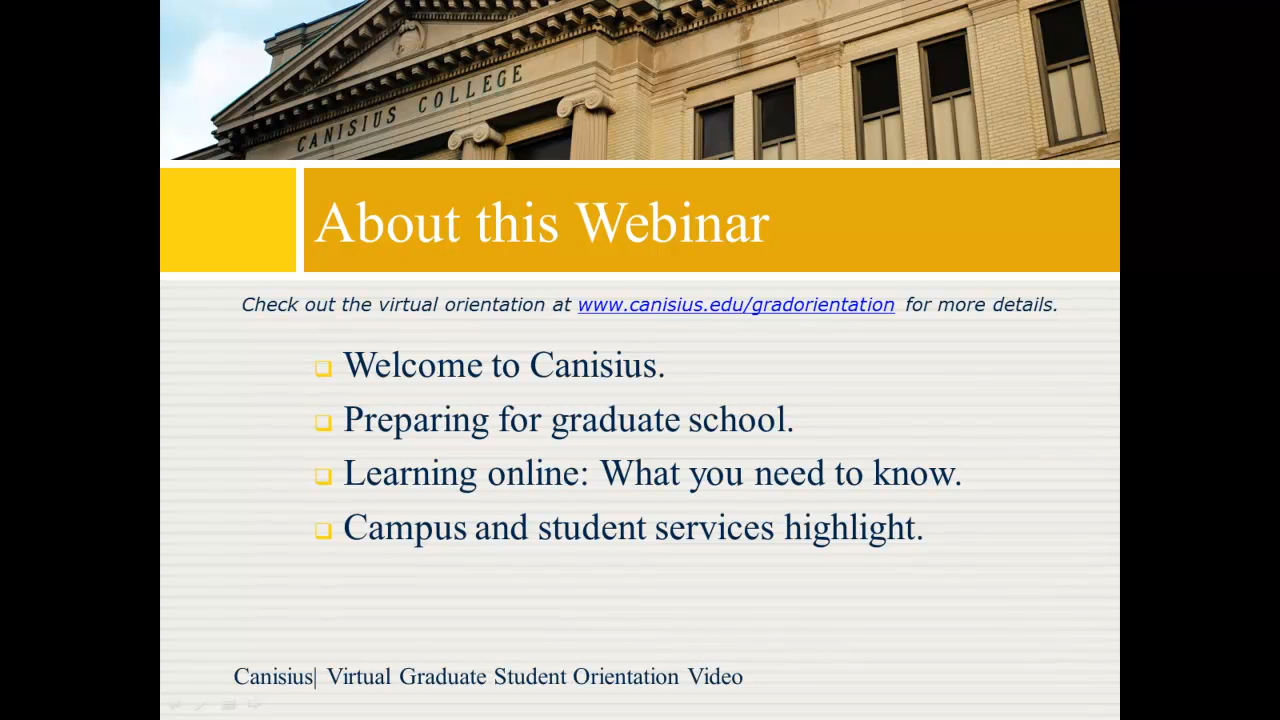 CANISIUS COLLEGE
About this Webinar
Check out the virtual orientation at www.canisius.edu/gradorientation for more details.
Welcome to Canisius.
Preparing for graduate school.
Learning online: What you need to know.
Campus and student services highlight.
Canisius| Virtual Graduate Student Orientation Video